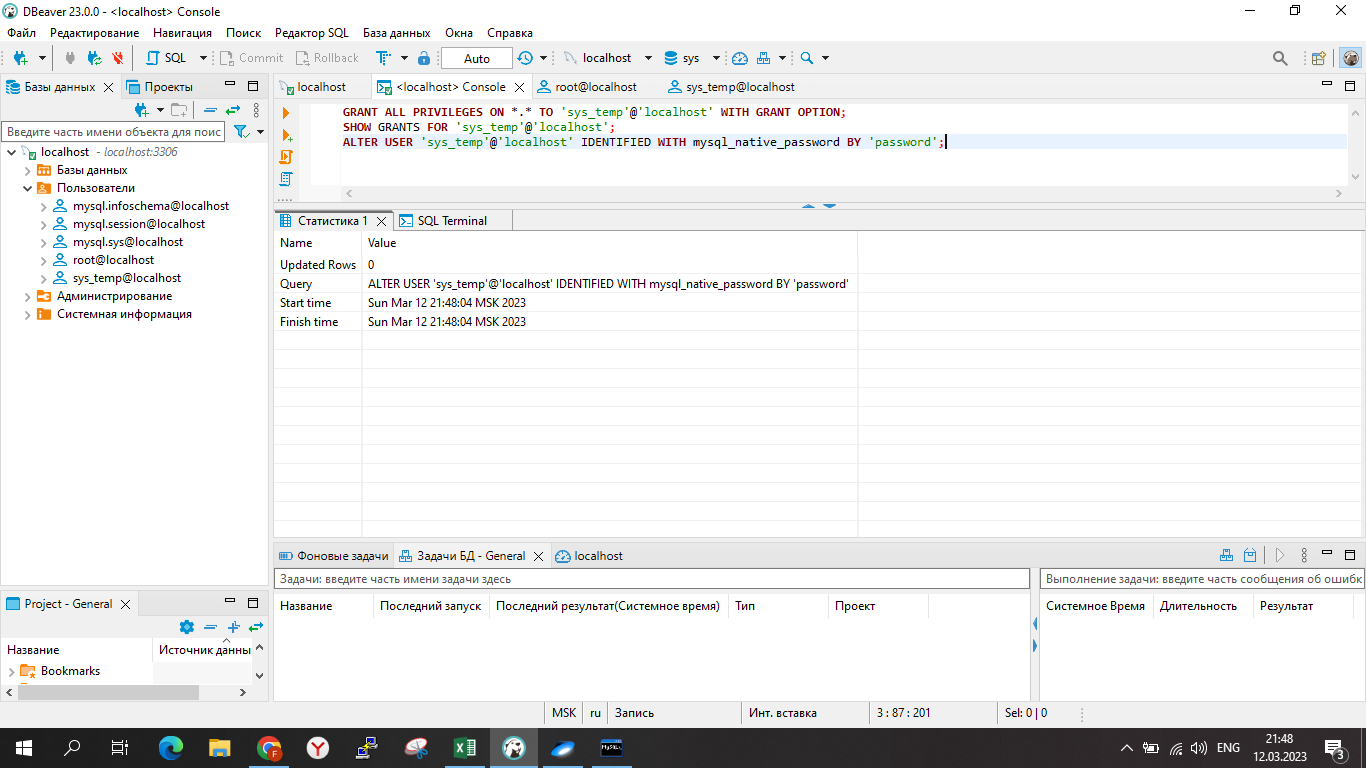 DBeaver 23.0.0 - <localhost> Console
Файл Редактирование Навигация Поиск Редактор SQL База данных Окна Справка
SQL Commit Rollback Auto localhost sys
Базы данных Проекты
localhost <localhost> Console root@localhost sys_temp@localhost
Введите часть имени объекта для поис
localhost - localhost:3306
Базы данных
Пользователи
mysql.infoschema@localhost
mysql.session@localhost
mysql.sys@localhost
root@localhost
sys_temp@localhost
Администрирование
Системная информация
GRANT ALL PRIVILEGES ON *.* TO 'sys_temp'@'localhost' WITH GRANT OPTION;
SHOW GRANTS FOR 'sys_temp'@'localhost';
ALTER USER 'sys_temp'@'localhost' IDENTIFIED WITH mysql_native_password BY 'password';
Статистика 1 SQL Terminal
Name Value
Updated Rows 0
Query ALTER USER 'sys_temp'@'localhost' IDENTIFIED WITH mysql_native_password BY 'password'
Start time Sun Mar 12 21:48:04 MSK 2023
Finish time Sun Mar 12 21:48:04 MSK 2023
Фоновые задачи Задачи БД - General localhost
Задачи: введите часть имени задачи здесь
Выполнение задачи: введите часть сообщения об ошибк
Название Последний запуск Последний результат(Системное время) Тип Проект
Системное Время Длительность Результат
Project - General
Название Источник данны
Bookmarks
MSK ru Запись Инт. вставка 3 : 87 : 201 Sel: 0 | 0
ENG
21:48
12.03.2023
3